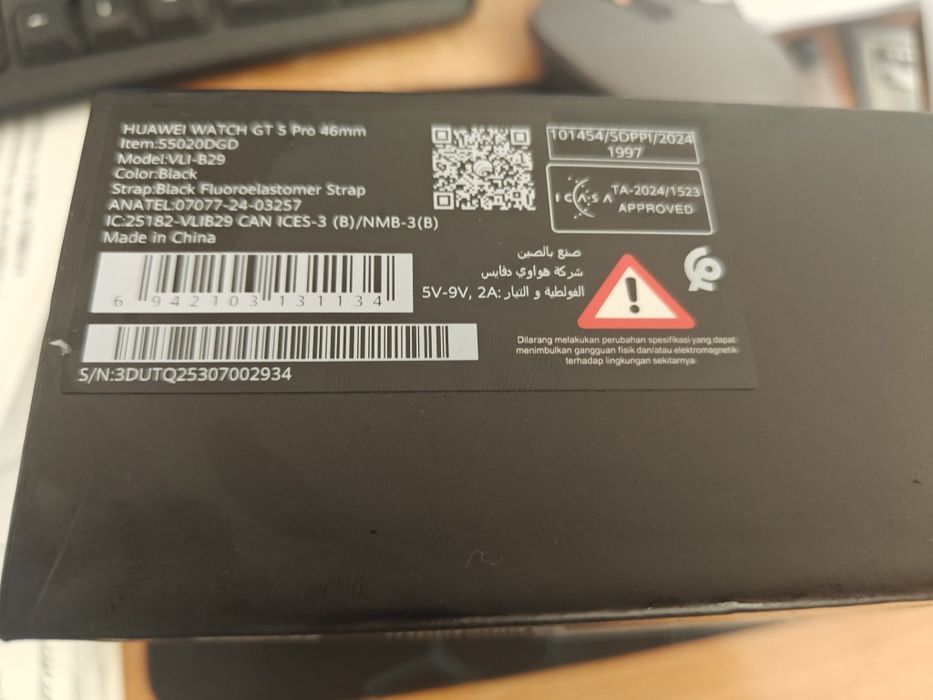 HUAWEI WATCH GT 5 Pro 46mm
Item:55020DGD
Model:VLI-B29
Color:Black
Strap:Black Fluoroelastomer Strap
ANATEL:07077-24-03257
IC:25182-VLIB29 CAN ICES-3 (B)/NMB-3(B)
Made in China
6 942103 131134
S/N:3DUTQ25307002934
101454/SDPPI/2024
1997
ICASA
TA-2024/1523
APPROVED
صنع بالصين
شركة هواوي دفايس
الفولطية و التيار :5V-9V, 2A
Dilarang melakukan perubahan spesifikasi yang dapat
menimbulkan gangguan fisik dan/atau elektromagnetik
terhadap lingkungan sekitarnya